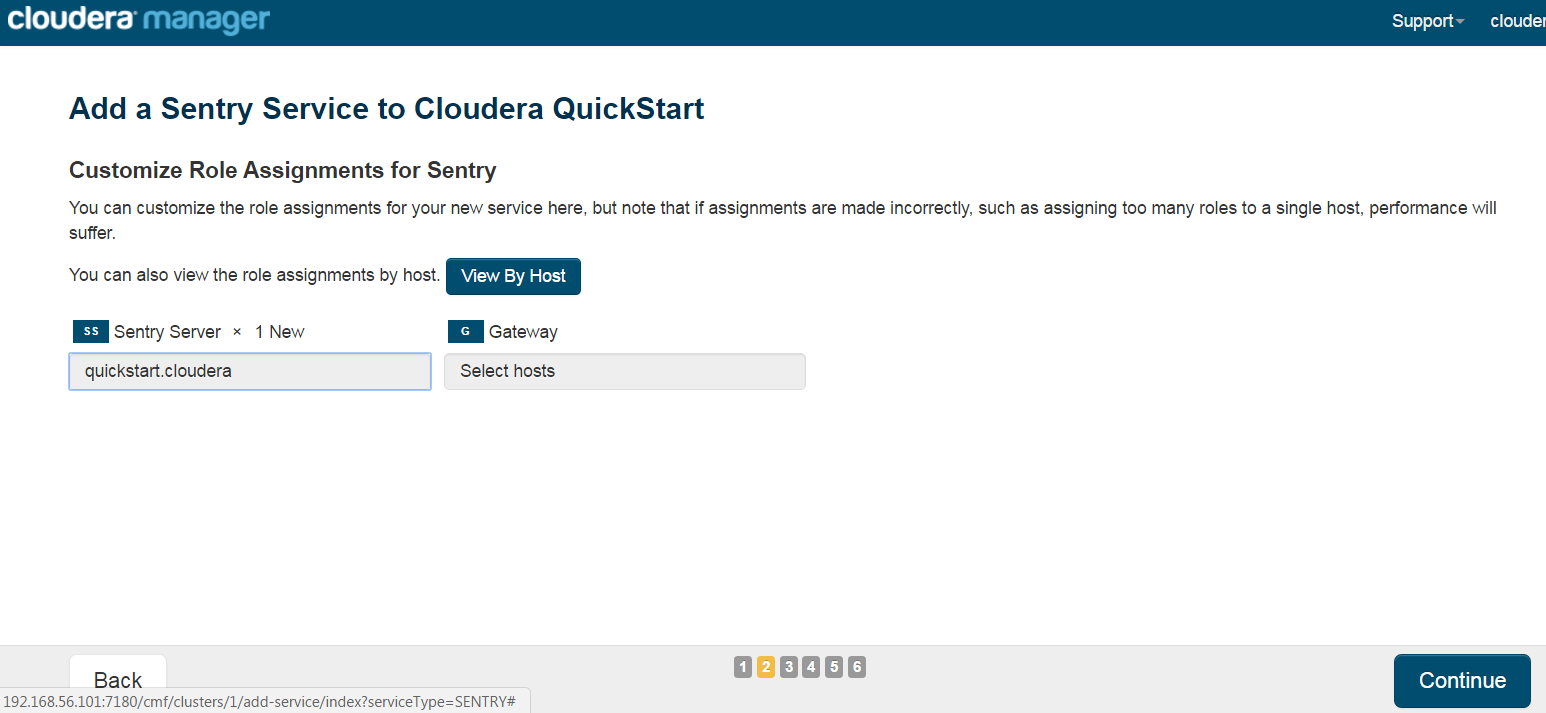 cloudera manager
Support
clouder
Add a Sentry Service to Cloudera QuickStart
Customize Role Assignments for Sentry
You can customize the role assignments for your new service here, but note that if assignments are made incorrectly, such as assigning too many roles to a single host, performance will
suffer.
You can also view the role assignments by host. View By Host
SS Sentry Server × 1 New
G Gateway
quickstart.cloudera
Select hosts
Back
1 2 3 4 5 6
Continue
192.168.56.101:7180/cmf/clusters/1/add-service/index?serviceType=SENTRY#